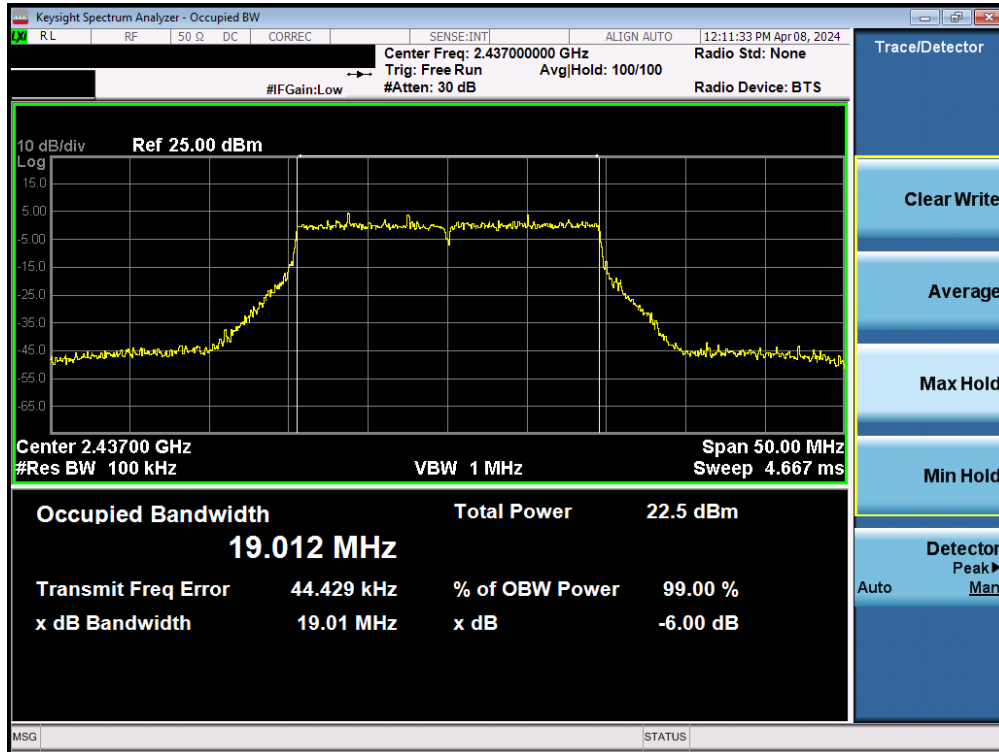 Keysight Spectrum Analyzer - Occupied BW
LXI RL RF 50 Ω DC CORREC SENSE:INT ALIGN AUTO 12:11:33 PM Apr 08, 2024
Center Freq: 2.437000000 GHz Radio Std: None
Trig: Free Run Avg|Hold: 100/100
#IFGain:Low #Atten: 30 dB Radio Device: BTS
10 dB/div Ref 25.00 dBm
Log
15.0
5.00
-5.00
-15.0
-25.0
-35.0
-45.0
-55.0
-65.0
Center 2.43700 GHz Span 50.00 MHz
#Res BW 100 kHz VBW 1 MHz Sweep 4.667 ms
Occupied Bandwidth Total Power 22.5 dBm
19.012 MHz
Transmit Freq Error 44.429 kHz % of OBW Power 99.00 %
x dB Bandwidth 19.01 MHz x dB -6.00 dB
MSG STATUS
Trace/Detector
Clear Write
Average
Max Hold
Min Hold
Detector
Peak▶
Auto Man